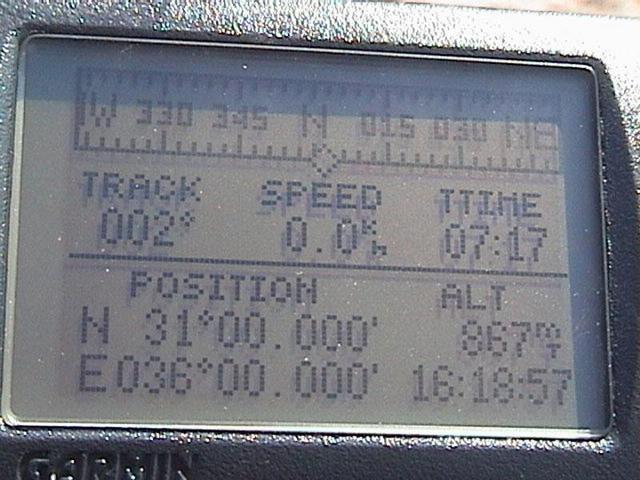 W 330 345 N 015 030 NE
TRACK SPEED TTIME
002° 0.0 07:17
POSITION ALT
N 31°00.000' 867m
E036°00.000' 16:18:57
GARMIN